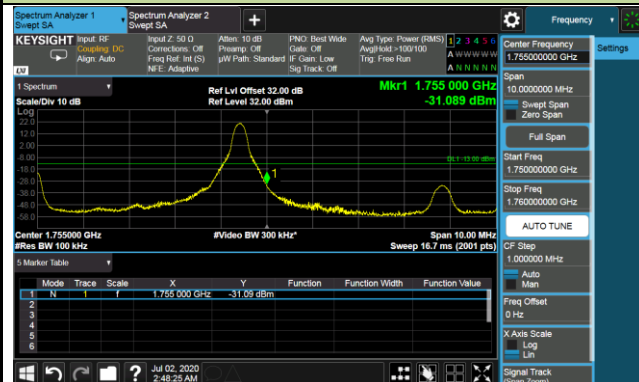 Spectrum Analyzer 1
Swept SA
Spectrum Analyzer 2
Swept SA
+
Frequency
KEYSIGHT
Input: RF
Coupling: DC
Align: Auto
Input Z: 50 Ω
Corrections: Off
Freq Ref: Int (S)
NFE: Adaptive
Atten: 10 dB
Preamp: Off
µW Path: Standard
PNO: Best Wide
Gate: Off
IF Gain: Low
Sig Track: Off
Avg Type: Power (RMS)
Avg|Hold:>100/100
Trig: Free Run
1 2 3 4 5 6
A W W W W W
A N N N N N
LXI
Center Frequency
1.755000000 GHz
Settings
Span
10.0000000 MHz
Swept Span
Zero Span
Full Span
Start Freq
1.750000000 GHz
Stop Freq
1.760000000 GHz
AUTO TUNE
CF Step
1.000000 MHz
Auto
Man
Freq Offset
0 Hz
X Axis Scale
Log
Lin
Signal Track
(Span Zoom)
1 Spectrum
Scale/Div 10 dB
Log
Ref Lvl Offset 32.00 dB
Ref Level 32.00 dBm
Mkr1 1.755 000 GHz
-31.089 dBm
22.0
12.0
2.00
-8.00
-18.0
-28.0
-38.0
-48.0
-58.0
DL1 -13.00 dBm
1
Center 1.755000 GHz
#Res BW 100 kHz
#Video BW 300 kHz*
Span 10.00 MHz
Sweep 16.7 ms (2001 pts)
5 Marker Table
Mode Trace Scale X Y Function Function Width Function Value
1 N 1 f 1.755 000 GHz -31.09 dBm
2
3
4
5
6
?
Jul 02, 2020
2:48:25 AM